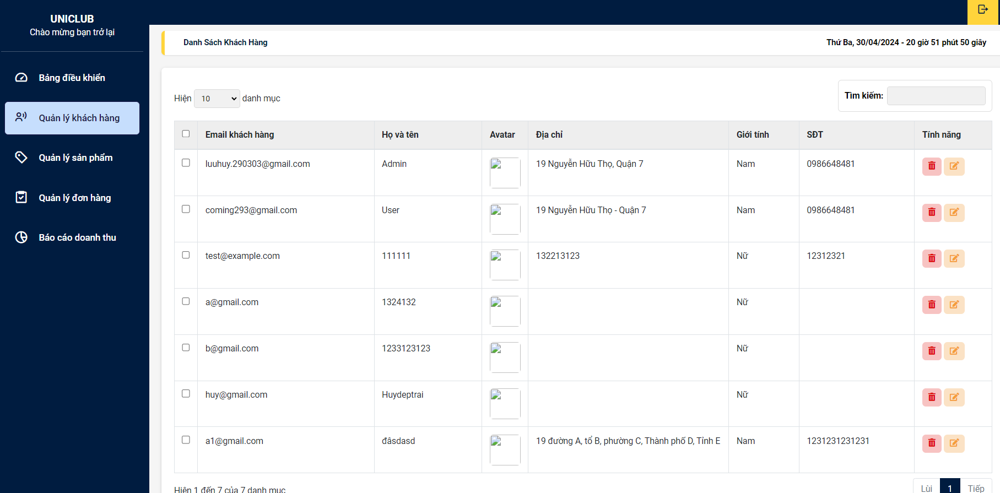 UNICLUB
Chào mừng bạn trở lại
Bảng điều khiển
Quản lý khách hàng
Quản lý sản phẩm
Quản lý đơn hàng
Báo cáo doanh thu
Danh Sách Khách Hàng
Thứ Ba, 30/04/2024 - 20 giờ 51 phút 50 giây
Hiện 10 danh mục
Tìm kiếm:
Email khách hàng Họ và tên Avatar Địa chỉ Giới tính SĐT Tính năng
luuhuy.290303@gmail.com Admin 19 Nguyễn Hữu Thọ, Quận 7 Nam 0986648481
coming293@gmail.com User 19 Nguyễn Hữu Thọ - Quận 7 Nam 0986648481
test@example.com 111111 132213123 Nữ 12312321
a@gmail.com 1324132 Nữ
b@gmail.com 1233123123 Nữ
huy@gmail.com Huydeptrai Nữ
a1@gmail.com đâsdasd 19 đường A, tổ B, phường C, Thành phố D, Tỉnh E Nam 1231231231231
Hiện 1 đến 7 của 7 danh mục
Lùi 1 Tiếp